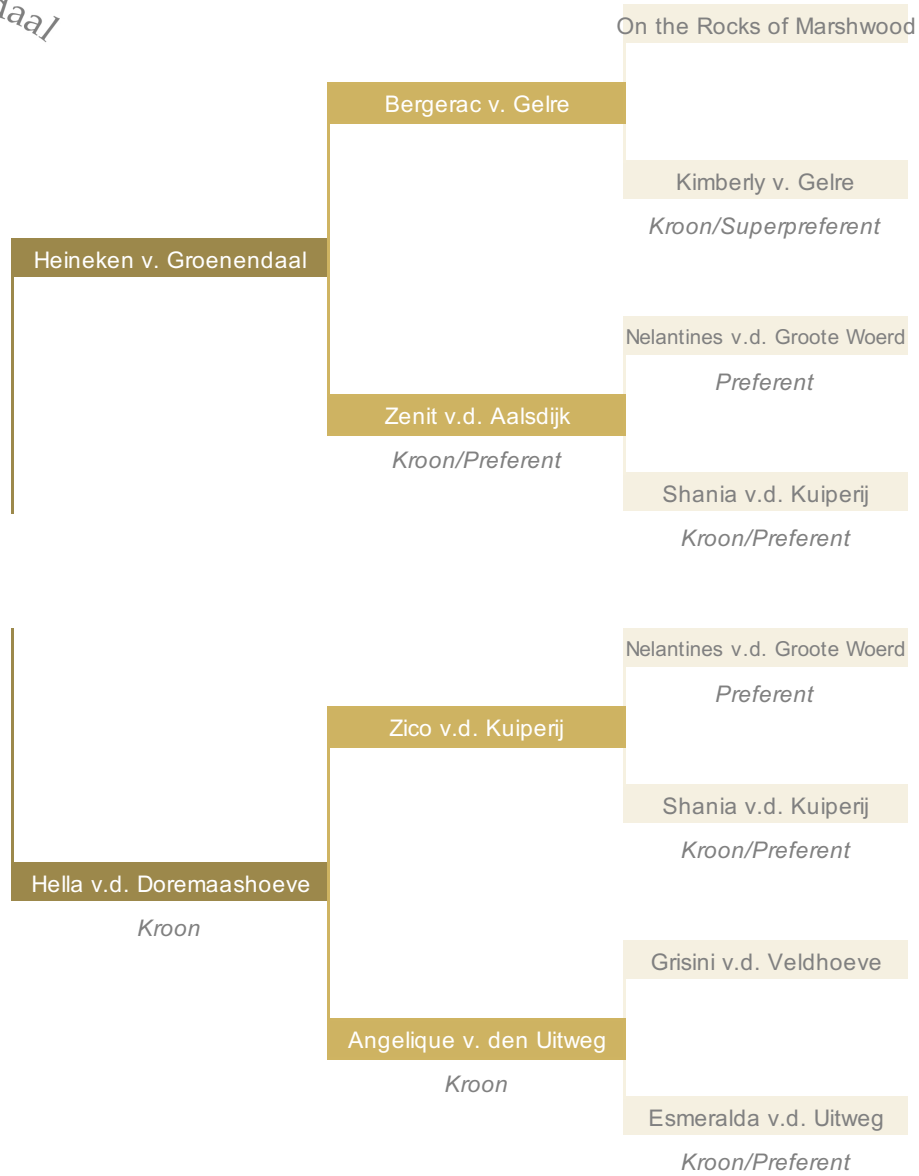 On the Rocks of Marshwood
Bergerac v. Gelre
Kimberly v. Gelre
Kroon/Superpreferent
Heineken v. Groenendaal
Nelantines v.d. Groote Woerd
Preferent
Zenit v.d. Aalsdijk
Kroon/Preferent
Shania v.d. Kuiperij
Kroon/Preferent
Nelantines v.d. Groote Woerd
Preferent
Zico v.d. Kuiperij
Shania v.d. Kuiperij
Kroon/Preferent
Hella v.d. Doremaashoeve
Kroon
Grisini v.d. Veldhoeve
Angelique v. den Uitweg
Kroon
Esmeralda v.d. Uitweg
Kroon/Preferent